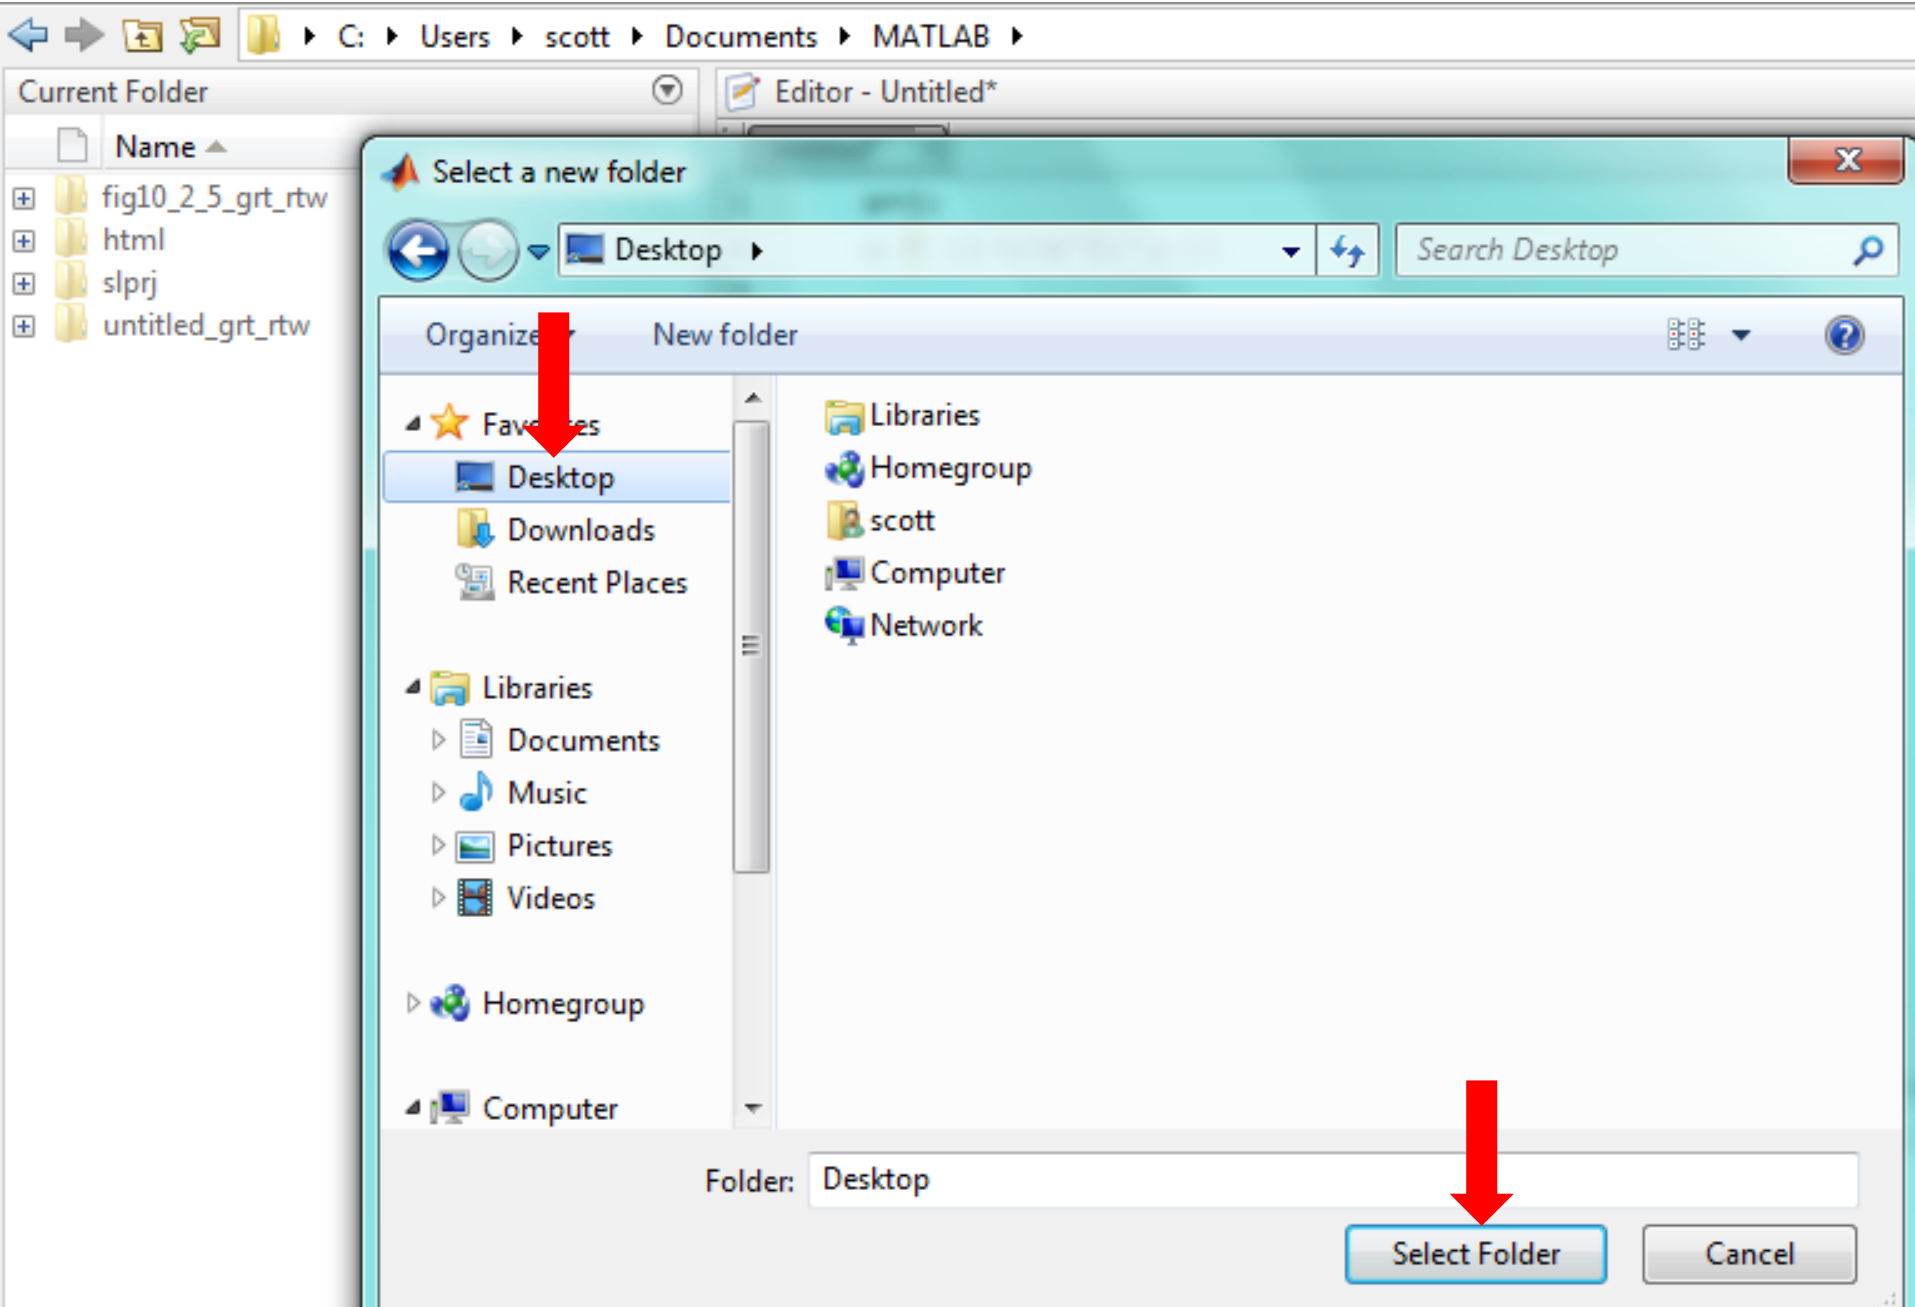 C: Users scott Documents MATLAB
Current Folder
Editor - Untitled*
Name
fig10_2_5_grt_rtw
html
slprj
untitled_grt_rtw
Select a new folder
Desktop
Search Desktop
Organize
New folder
Favorites
Desktop
Downloads
Recent Places
Libraries
Documents
Music
Pictures
Videos
Homegroup
Computer
Libraries
Homegroup
scott
Computer
Network
Folder: Desktop
Select Folder
Cancel